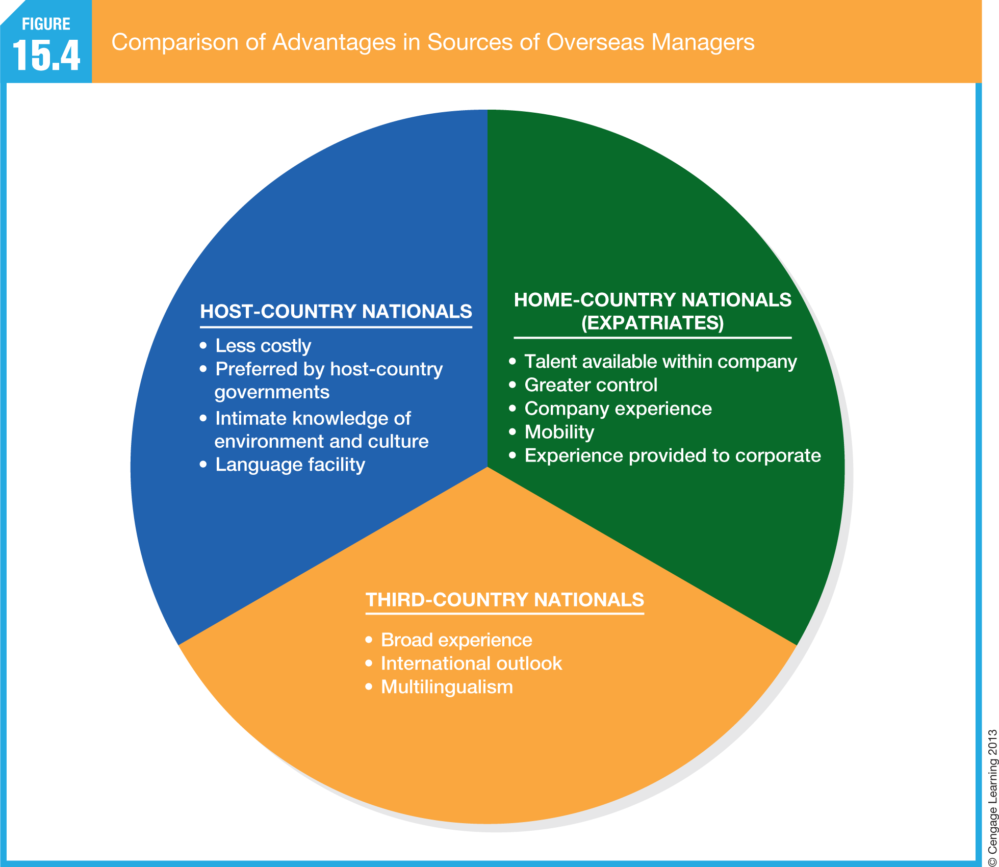 FIGURE
15.4
Comparison of Advantages in Sources of Overseas Managers
HOST-COUNTRY NATIONALS
• Less costly
• Preferred by host-country
governments
• Intimate knowledge of
environment and culture
• Language facility
HOME-COUNTRY NATIONALS
(EXPATRIATES)
• Talent available within company
• Greater control
• Company experience
• Mobility
• Experience provided to corporate
THIRD-COUNTRY NATIONALS
• Broad experience
• International outlook
• Multilingualism
© Cengage Learning 2013